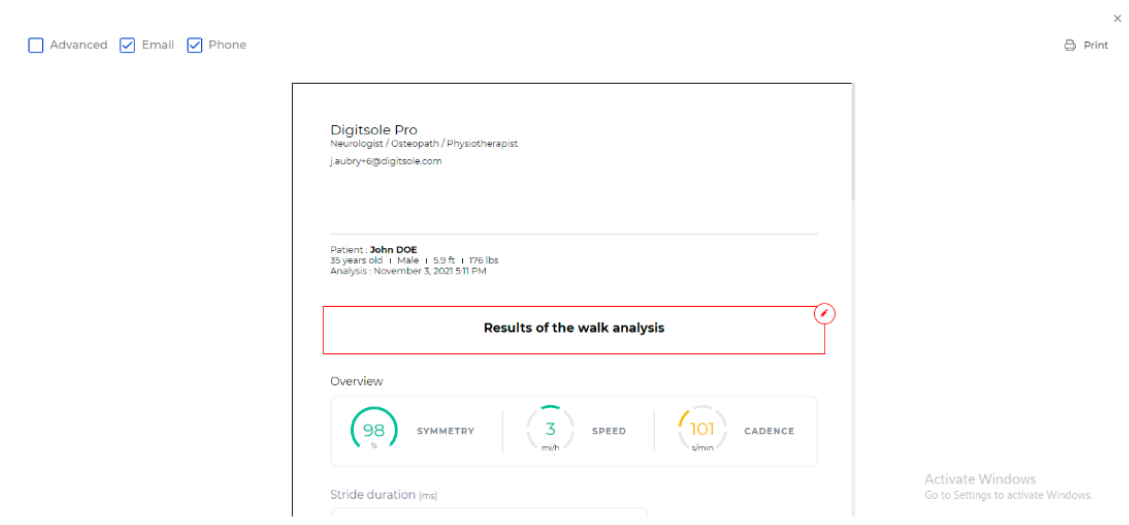 ×
Advanced Email Phone
Print
Digitsole Pro
Neurologist / Osteopath / Physiotherapist
j.aubry+6@digitsole.com
Patient : John DOE
35 years old ı Male ı 5.9 ft ı 176 lbs
Analysis : November 3, 2021 5:11 PM
Results of the walk analysis
Overview
98 % SYMMETRY
3 mi/h SPEED
101 s/min CADENCE
Stride duration (ms)
Activate Windows
Go to Settings to activate Windows.